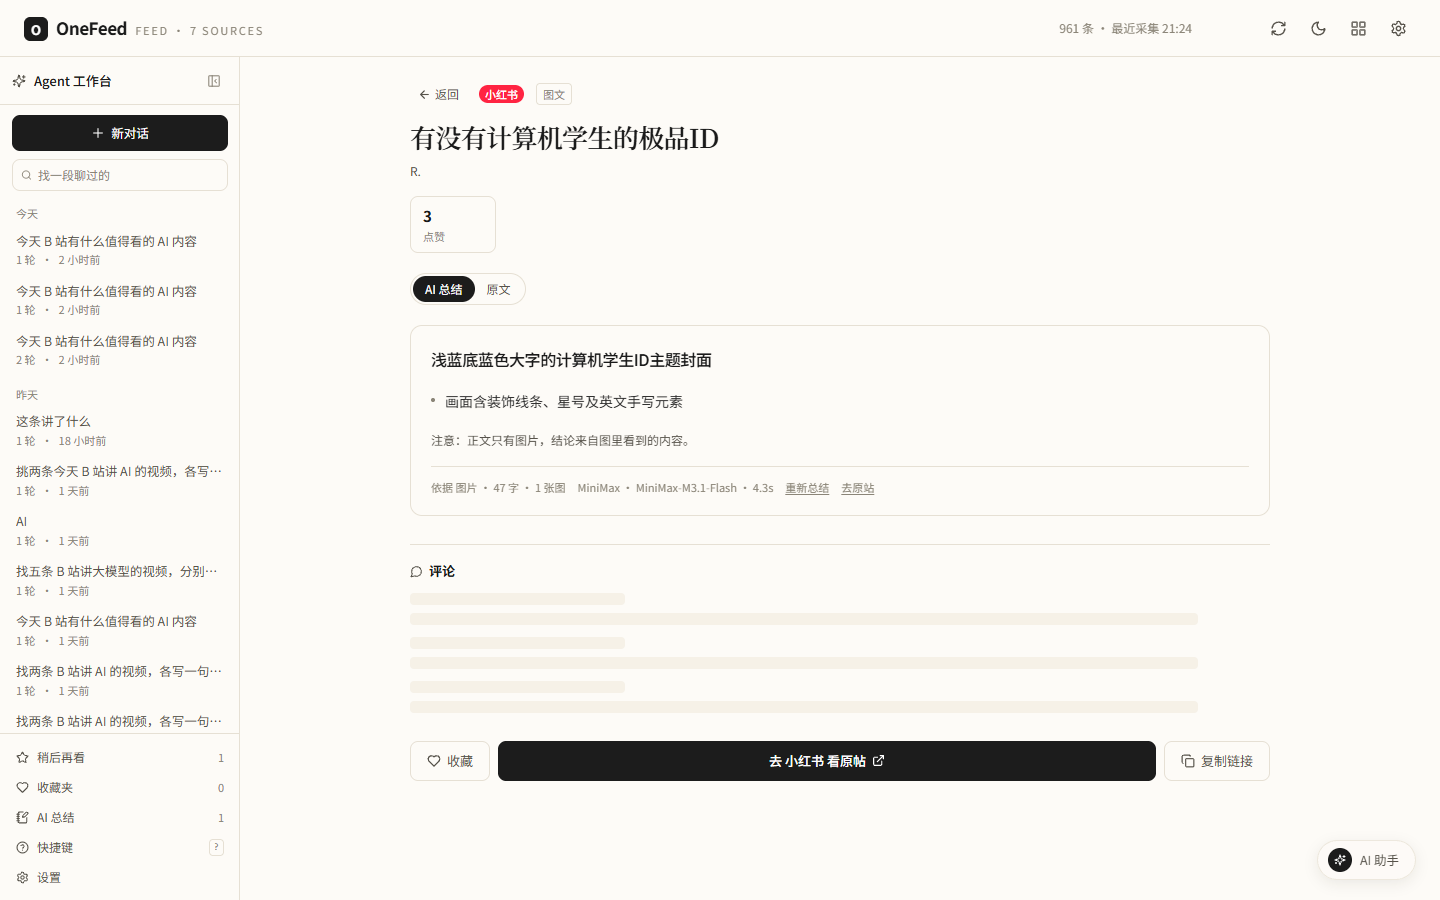 O OneFeed FEED • 7 SOURCES
961 条 • 最近采集 21:24
Agent 工作台
新对话
找一段聊过的
今天
今天 B 站有什么值得看的 AI 内容
1 轮 • 2 小时前
今天 B 站有什么值得看的 AI 内容
1 轮 • 2 小时前
今天 B 站有什么值得看的 AI 内容
2 轮 • 2 小时前
昨天
这条讲了什么
1 轮 • 18 小时前
挑两条今天 B 站讲 AI 的视频，各写…
1 轮 • 1 天前
AI
1 轮 • 1 天前
找五条 B 站讲大模型的视频，分别…
1 轮 • 1 天前
今天 B 站有什么值得看的 AI 内容
1 轮 • 1 天前
找两条 B 站讲 AI 的视频，各写一句…
1 轮 • 1 天前
找两条 B 站讲 AI 的视频，各写一句…
稍后再看 1
收藏夹 0
AI 总结 1
快捷键 ?
设置
返回 小红书 图文
有没有计算机学生的极品ID
R.
3
点赞
AI 总结 原文
浅蓝底蓝色大字的计算机学生ID主题封面
• 画面含装饰线条、星号及英文手写元素
注意：正文只有图片，结论来自图里看到的内容。
依据 图片 • 47 字 • 1 张图 MiniMax • MiniMax-M3.1-Flash • 4.3s 重新总结 去原站
评论
收藏 去 小红书 看原帖 复制链接
AI 助手